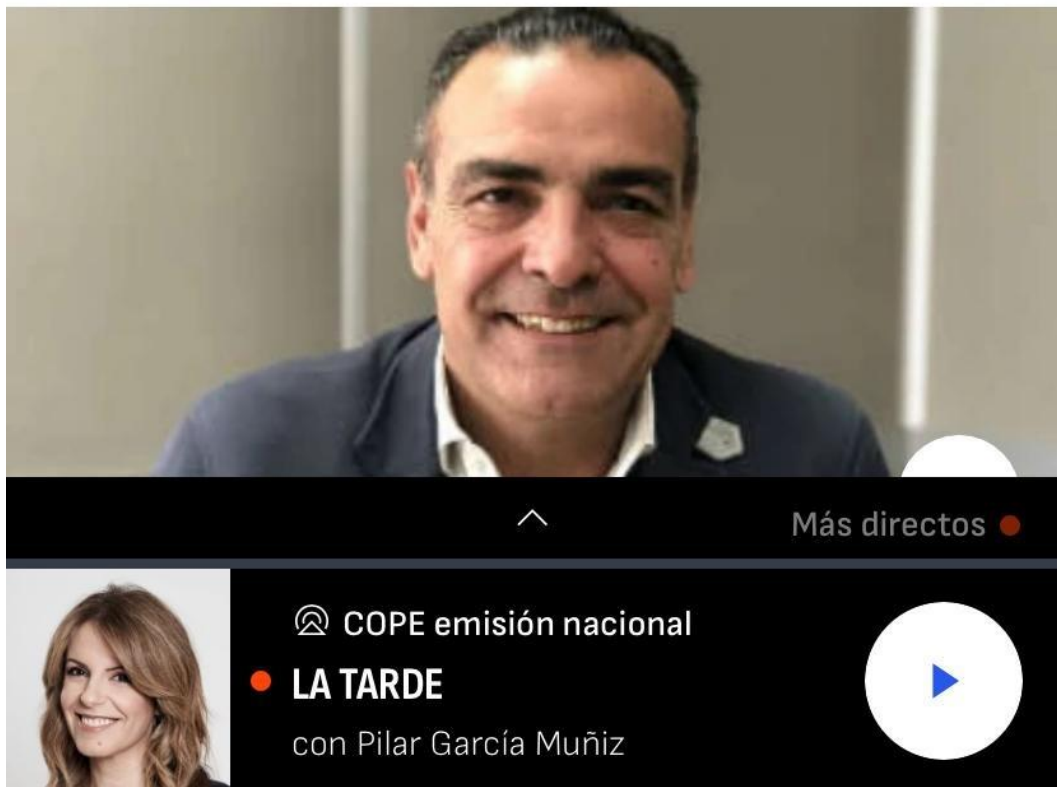 Más directos
COPE emisión nacional
LA TARDE
con Pilar García Muñiz